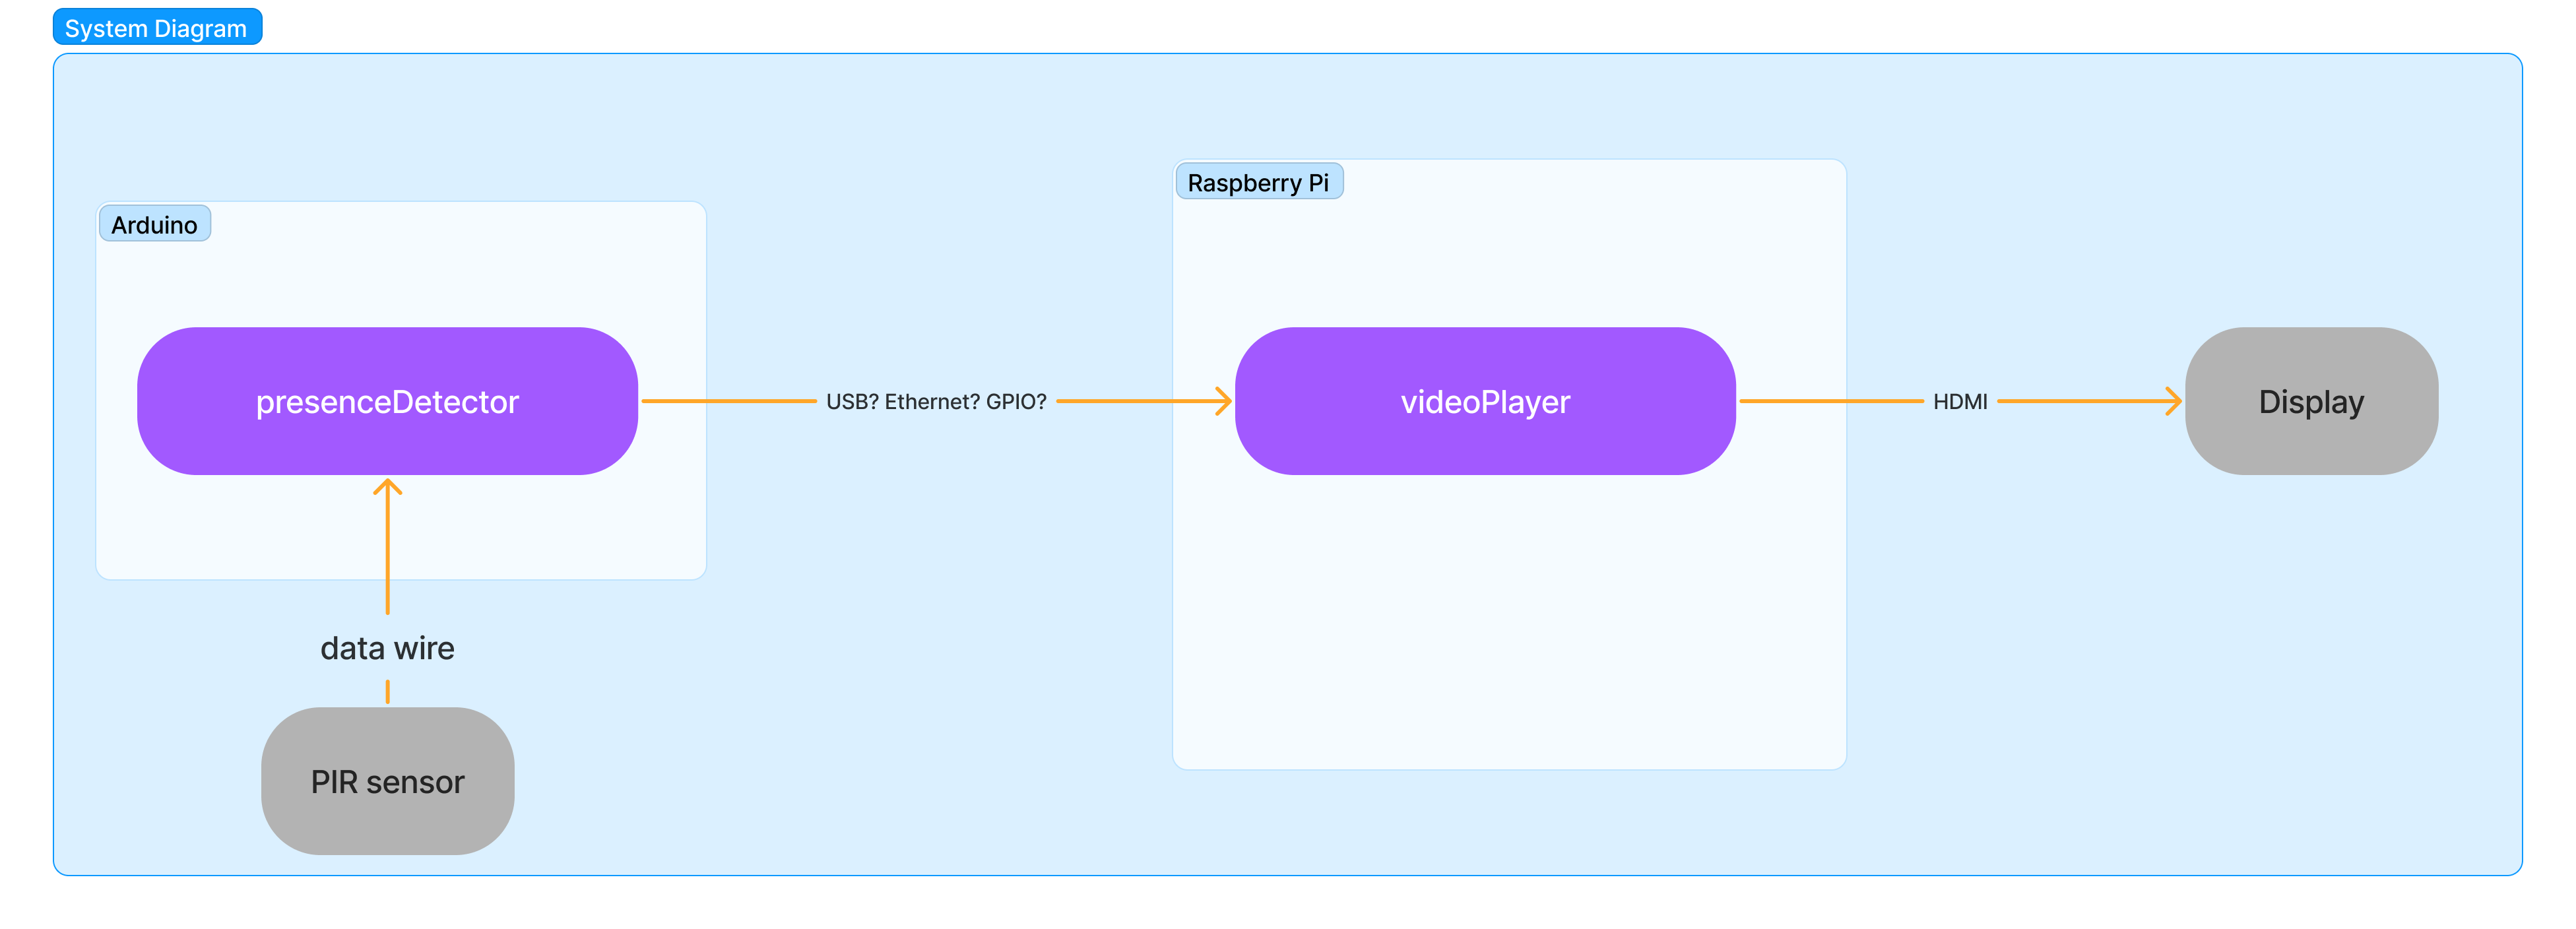 System Diagram
Raspberry Pi
Arduino
presenceDetector
USB? Ethernet? GPIO?
videoPlayer
HDMI
Display
data wire
PIR sensor